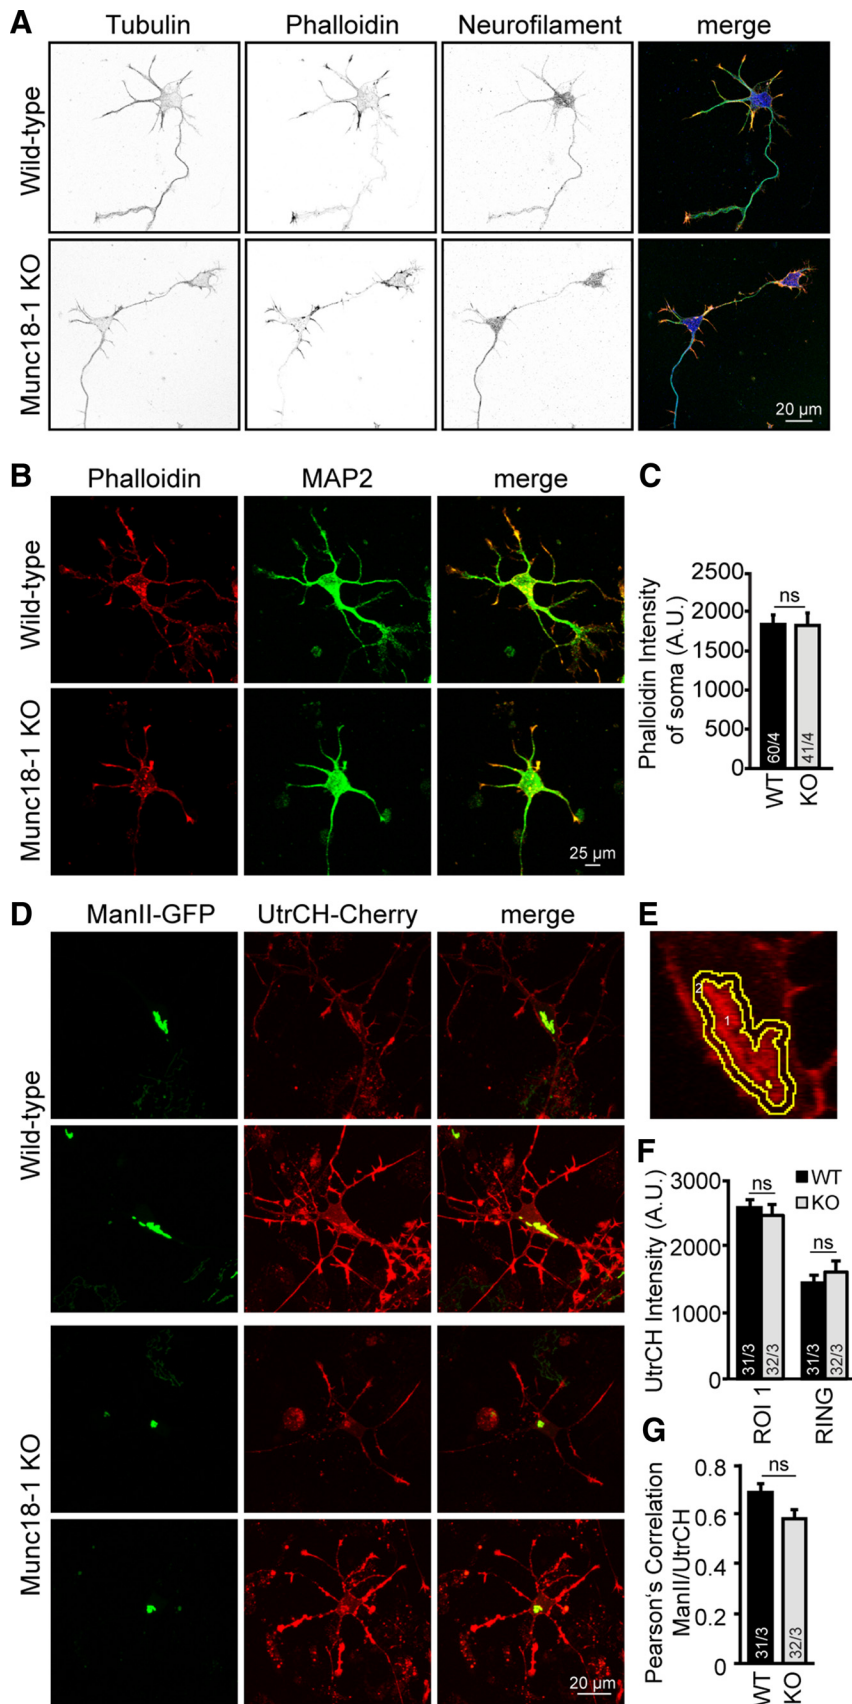 A
Tubulin Phalloidin Neurofilament merge
Wild-type
Munc18-1 KO
20 µm
B
Phalloidin MAP2 merge
Wild-type
Munc18-1 KO
25 µm
C
Phalloidin Intensity
of soma (A.U.)
2500
2000
1500
1000
500
0
ns
60/4
41/4
WT
KO
D
ManII-GFP UtrCH-Cherry merge
Wild-type
Munc18-1 KO
20 µm
E
2
1
F
UtrCH Intensity (A.U.)
3000
2000
1000
0
ns
WT
KO
ns
31/3
32/3
31/3
32/3
ROI 1
RING
G
Pearson's Correlation
ManII/UtrCH
0.8
0.6
0.4
0.2
0
ns
31/3
32/3
WT
KO